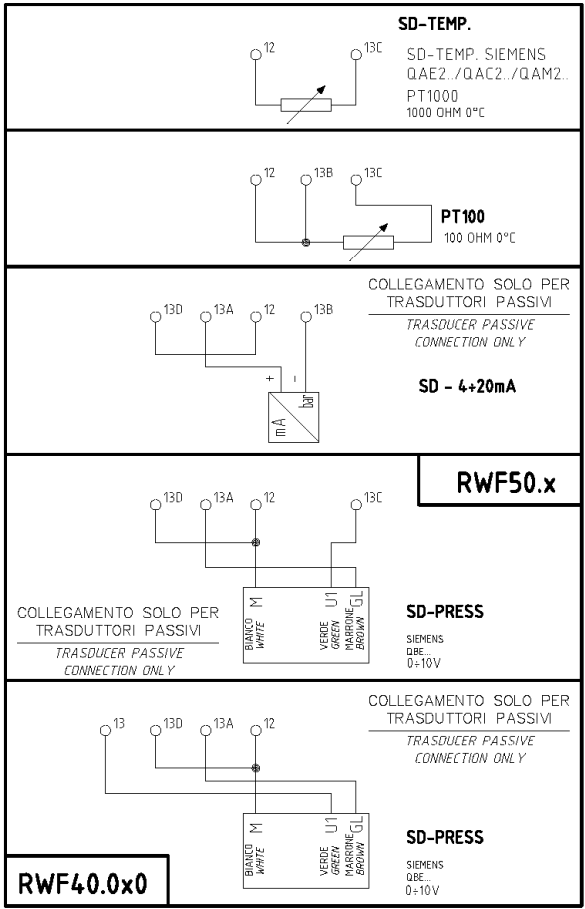 SD-TEMP.
12 13C
SD-TEMP. SIEMENS
QAE2../QAC2../QAM2..
PT1000
1000 OHM 0°C
12 13B 13C
PT100
100 OHM 0°C
COLLEGAMENTO SOLO PER
TRASDUTTORI PASSIVI
TRASDUCER PASSIVE
CONNECTION ONLY
13D 13A 12 13B
+ -
mA bar
SD - 4÷20mA
RWF50.x
13D 13A 12 13C
M U1 GL
BIANCO
WHITE
VERDE
GREEN
MARRONE
BROWN
COLLEGAMENTO SOLO PER
TRASDUTTORI PASSIVI
TRASDUCER PASSIVE
CONNECTION ONLY
SD-PRESS
SIEMENS
QBE...
0÷10V
COLLEGAMENTO SOLO PER
TRASDUTTORI PASSIVI
TRASDUCER PASSIVE
CONNECTION ONLY
13 13D 13A 12
M U1 GL
BIANCO
WHITE
VERDE
GREEN
MARRONE
BROWN
SD-PRESS
SIEMENS
QBE...
0÷10V
RWF40.0x0